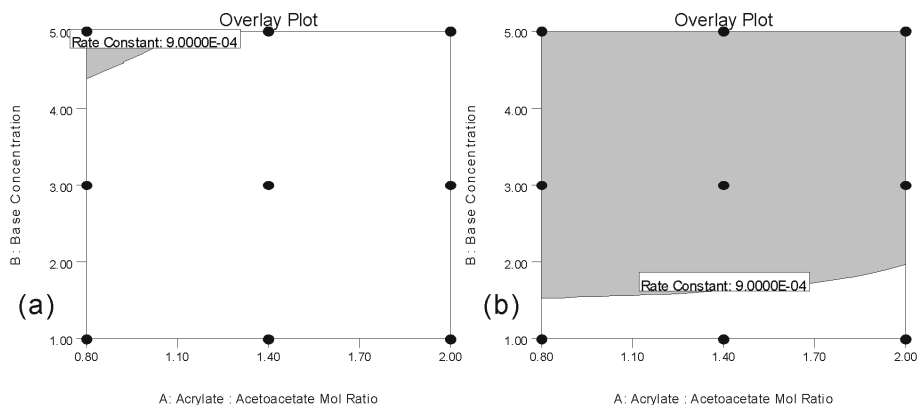 Overlay Plot
5.00
Rate Constant: 9.0000E-04
4.00
3.00
2.00
1.00
B: Base Concentration
(a)
0.80
1.10
1.40
1.70
2.00
A: Acrylate : Acetoacetate Mol Ratio
Overlay Plot
5.00
4.00
3.00
2.00
1.00
B: Base Concentration
Rate Constant: 9.0000E-04
(b)
0.80
1.10
1.40
1.70
2.00
A: Acrylate : Acetoacetate Mol Ratio